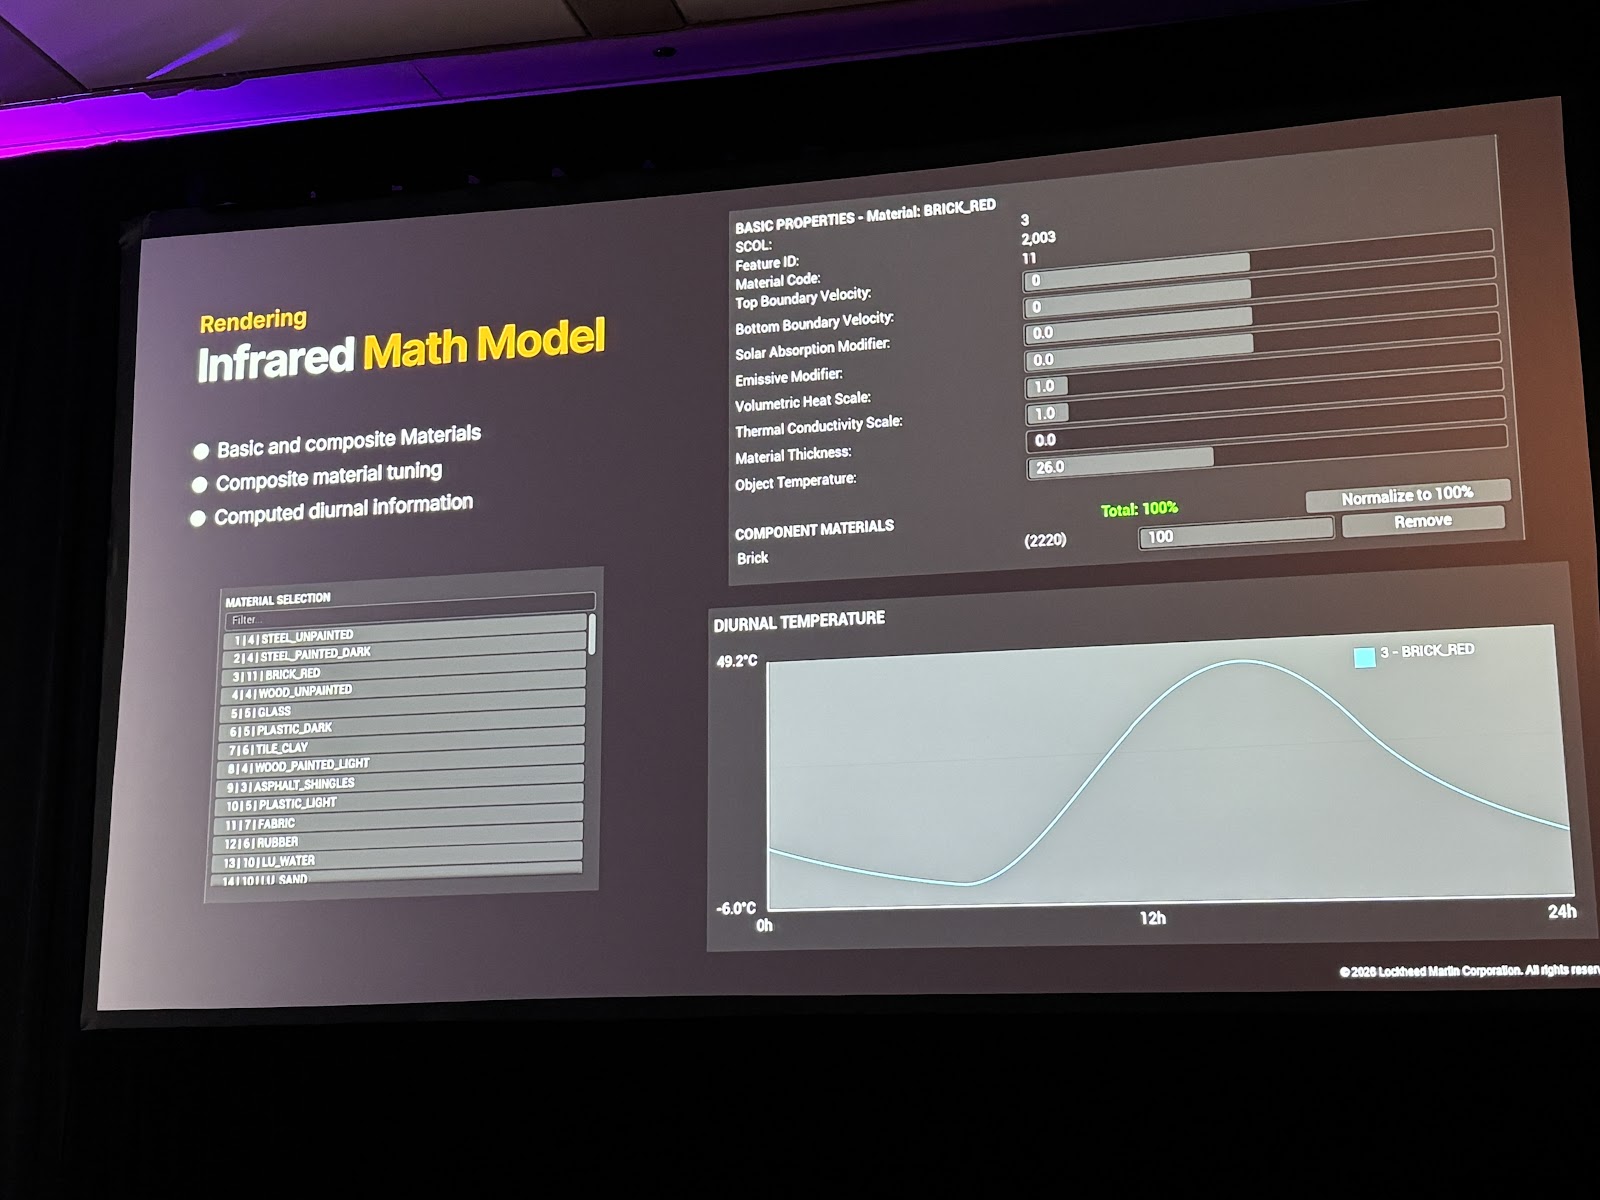 Rendering
Infrared Math Model
Basic and composite Materials
Composite material tuning
Computed diurnal information
MATERIAL SELECTION
Filter...
1 | 4 | STEEL_UNPAINTED
2 | 4 | STEEL_PAINTED_DARK
3 | 11 | BRICK_RED
4 | 4 | WOOD_UNPAINTED
5 | 5 | GLASS
6 | 5 | PLASTIC_DARK
7 | 6 | TILE_CLAY
8 | 4 | WOOD_PAINTED_LIGHT
9 | 3 | ASPHALT_SHINGLES
10 | 5 | PLASTIC_LIGHT
11 | 7 | FABRIC
12 | 6 | RUBBER
13 | 10 | LU_WATER
14 | 10 | LU_SAND
BASIC PROPERTIES - Material: BRICK_RED
SCOL: 3
Feature ID: 2,003
Material Code: 11
Top Boundary Velocity: 0
Bottom Boundary Velocity: 0
Solar Absorption Modifier: 0.0
Emissive Modifier: 0.0
Volumetric Heat Scale: 1.0
Thermal Conductivity Scale: 1.0
Material Thickness: 0.0
Object Temperature: 26.0
Total: 100% Normalize to 100%
COMPONENT MATERIALS
Brick (2220) 100 Remove
DIURNAL TEMPERATURE
49.2°C
3 - BRICK_RED
-6.0°C
0h 12h 24h
© 2026 Lockheed Martin Corporation. All rights reserv